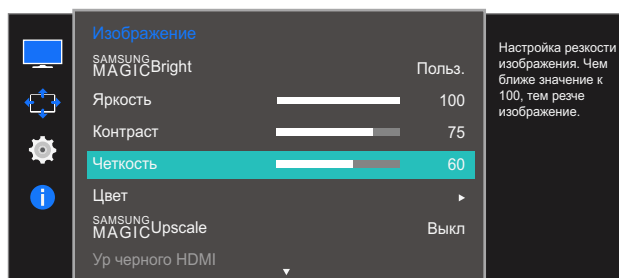 Изображение
SAMSUNG
MAGICBright Польз.
Яркость 100
Контраст 75
Четкость 60
Цвет
SAMSUNG
MAGICUpscale Выкл
Ур черного HDMI
Настройка резкости
изображения. Чем
ближе значение к
100, тем резче
изображение.